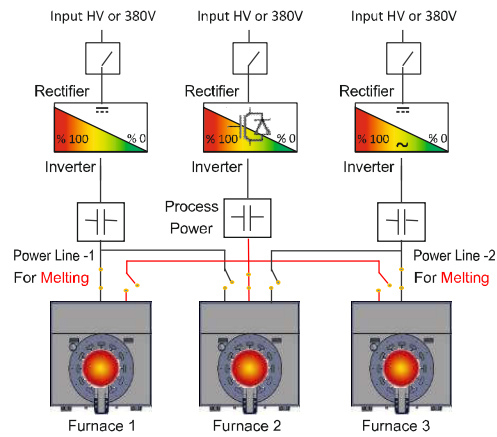 Input HV or 380V Input HV or 380V Input HV or 380V
Rectifier Rectifier Rectifier
% 100 % 0 % 100 % 0 % 100 % 0
Inverter Inverter Inverter
Process
Power
Power Line -1 Power Line -2
For Melting For Melting
Furnace 1 Furnace 2 Furnace 3